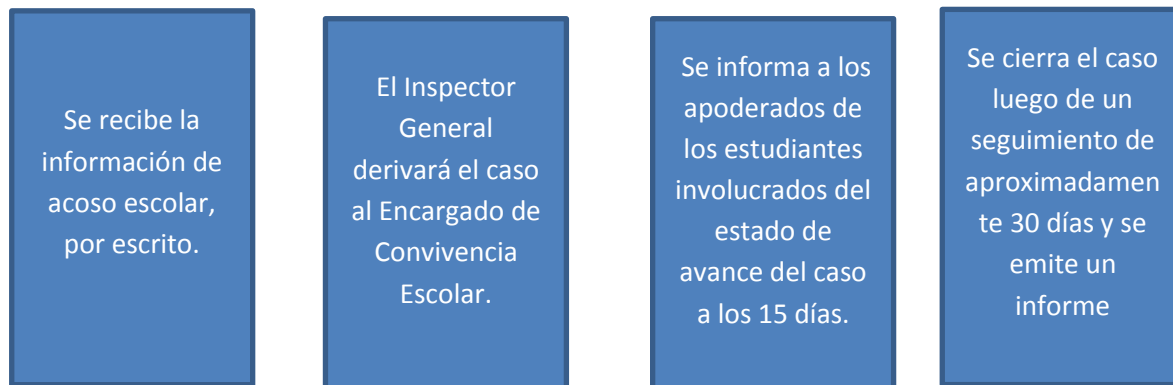 Se recibe la
información de
acoso escolar,
por escrito.
El Inspector
General
derivará el caso
al Encargado de
Convivencia
Escolar.
Se informa a los
apoderados de
los estudiantes
involucrados del
estado de
avance del caso
a los 15 días.
Se cierra el caso
luego de un
seguimiento de
aproximadamen
te 30 días y se
emite un
informe